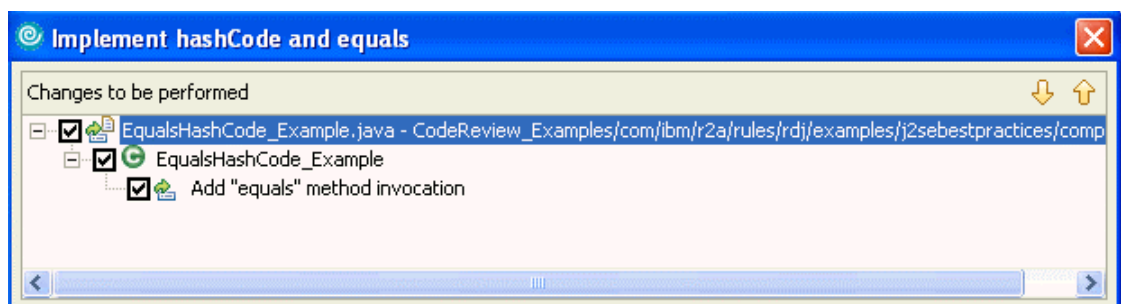 Implement hashCode and equals
Changes to be performed
EqualsHashCode_Example.java - CodeReview_Examples/com/ibm/r2a/rules/rdj/examples/j2sebestpractices/comp
EqualsHashCode_Example
Add "equals" method invocation